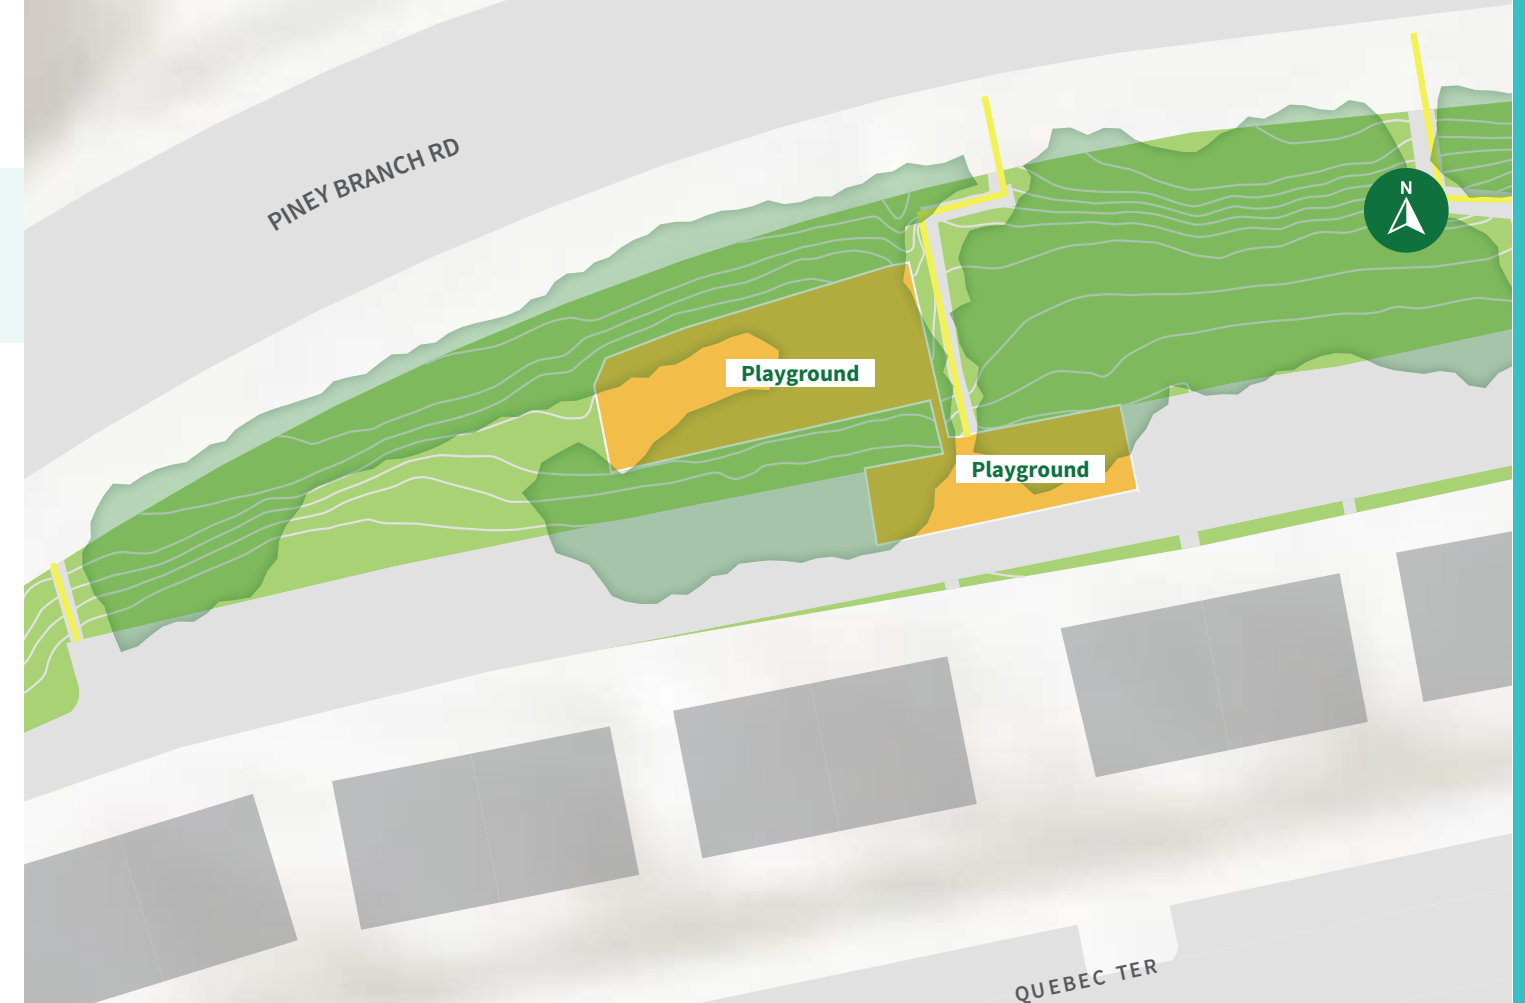 PINEY BRANCH RD
N
Playground
Playground
QUEBEC TER